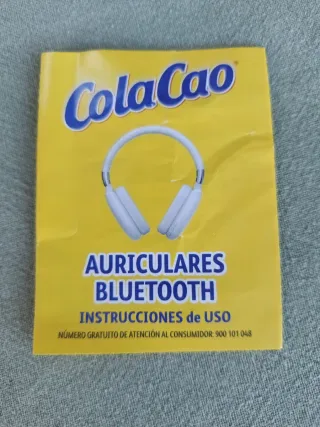 ColaCao®
AURICULARES
BLUETOOTH
INSTRUCCIONES de USO
NÚMERO GRATUITO DE ATENCIÓN AL CONSUMIDOR: 900 101 048